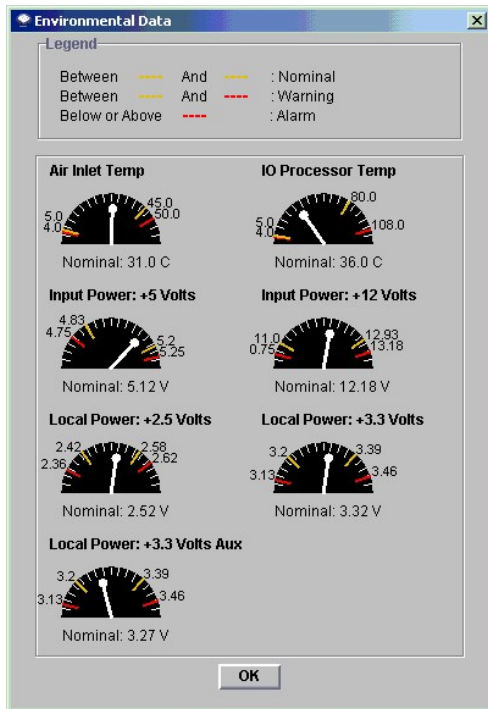 Environmental Data
Legend
Between ---- And ---- : Nominal
Between ---- And ---- : Warning
Below or Above ---- : Alarm
Air Inlet Temp
5.0
4.0
45.0
50.0
Nominal: 31.0 C
IO Processor Temp
5.0
4.0
80.0
108.0
Nominal: 36.0 C
Input Power: +5 Volts
4.83
4.75
5.2
5.25
Nominal: 5.12 V
Input Power: +12 Volts
11.0
0.75
12.93
13.18
Nominal: 12.18 V
Local Power: +2.5 Volts
2.42
2.36
2.58
2.62
Nominal: 2.52 V
Local Power: +3.3 Volts
3.2
3.13
3.39
3.46
Nominal: 3.32 V
Local Power: +3.3 Volts Aux
3.2
3.13
3.39
3.46
Nominal: 3.27 V
OK